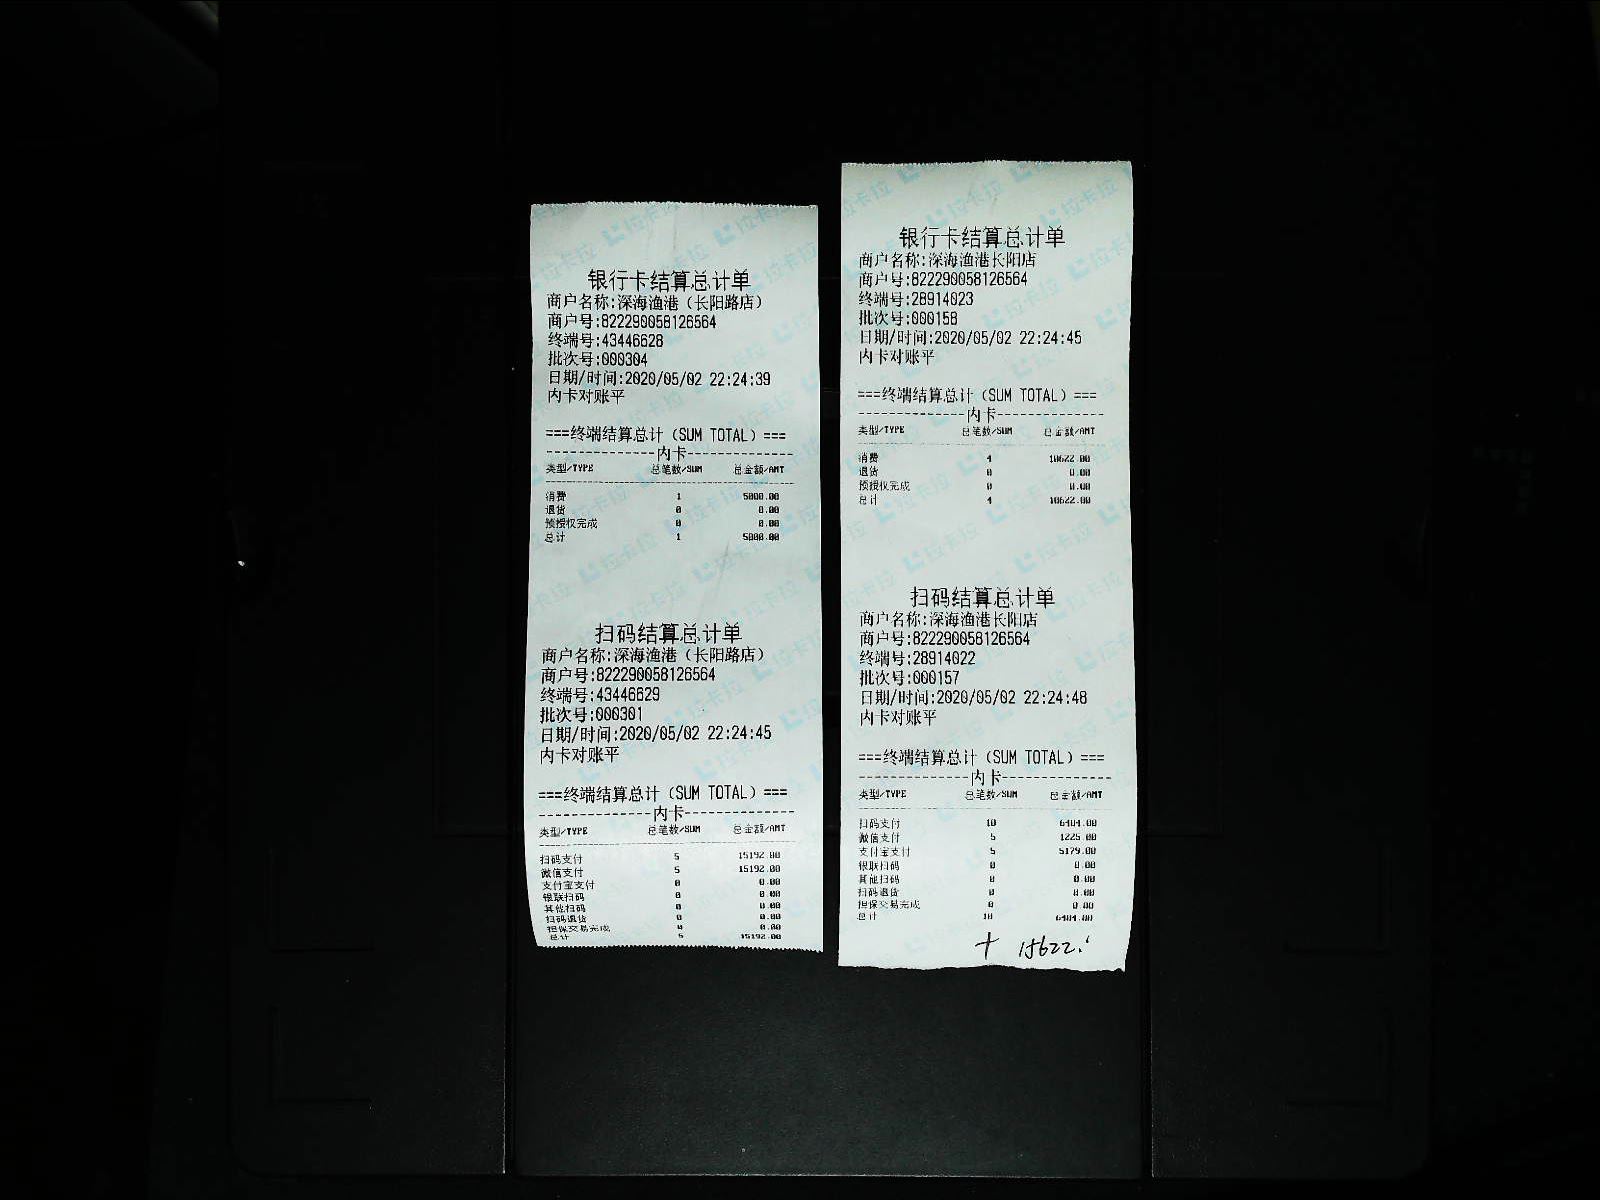 银行卡结算总计单
商户名称:深海渔港（长阳路店）
商户号:822290058126564
终端号:43446628
批次号:000304
日期/时间:2020/05/02 22:24:39
内卡对账平
===终端结算总计（SUM TOTAL）===
---------------内卡---------------
类型/TYPE 总笔数/SUM 总金额/AMT
消费 1 5000.00
退货 0 0.00
预授权完成 0 0.00
总计 1 5000.00
扫码结算总计单
商户名称:深海渔港（长阳路店）
商户号:822290058126564
终端号:43446629
批次号:000301
日期/时间:2020/05/02 22:24:45
内卡对账平
===终端结算总计（SUM TOTAL）===
---------------内卡---------------
类型/TYPE 总笔数/SUM 总金额/AMT
扫码支付 5 15192.00
微信支付 5 15192.00
支付宝支付 0 0.00
银联扫码 0 0.00
其他扫码 0 0.00
扫码退货 0 0.00
担保交易完成 0 0.00
总计 5 15192.00
银行卡结算总计单
商户名称:深海渔港长阳店
商户号:822290058126564
终端号:28914023
批次号:000158
日期/时间:2020/05/02 22:24:45
内卡对账平
===终端结算总计（SUM TOTAL）===
---------------内卡---------------
类型/TYPE 总笔数/SUM 总金额/AMT
消费 4 10622.00
退货 0 0.00
预授权完成 0 0.00
总计 4 10622.00
扫码结算总计单
商户名称:深海渔港长阳店
商户号:822290058126564
终端号:28914022
批次号:000157
日期/时间:2020/05/02 22:24:48
内卡对账平
===终端结算总计（SUM TOTAL）===
---------------内卡---------------
类型/TYPE 总笔数/SUM 总金额/AMT
扫码支付 10 6404.00
微信支付 5 1225.00
支付宝支付 5 5179.00
银联扫码 0 0.00
其他扫码 0 0.00
扫码退货 0 0.00
担保交易完成 0 0.00
总计 10 6404.00
+ 15622.